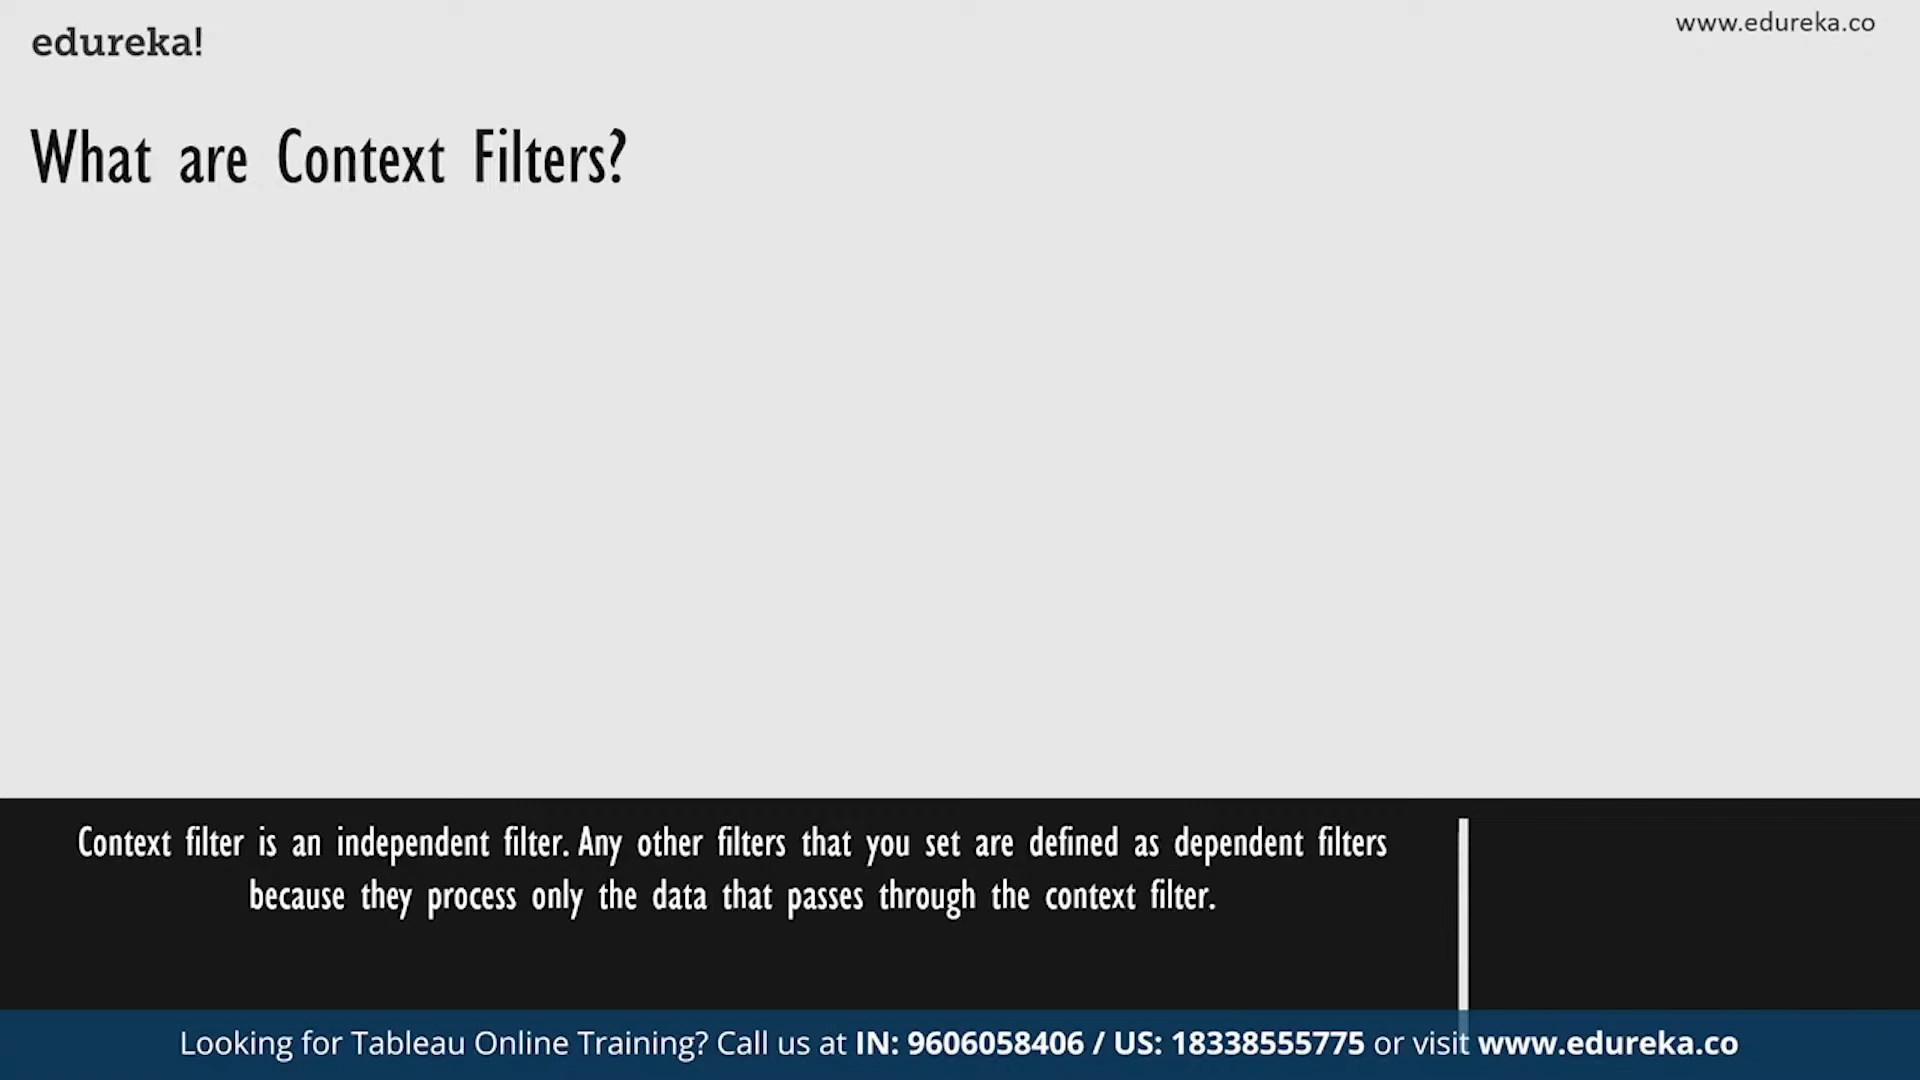 edureka!
www.edureka.co
What are Context Filters?
Context filter is an independent filter. Any other filters that you set are defined as dependent filters
because they process only the data that passes through the context filter.
Looking for Tableau Online Training? Call us at IN: 9606058406 / US: 18338555775 or visit www.edureka.co